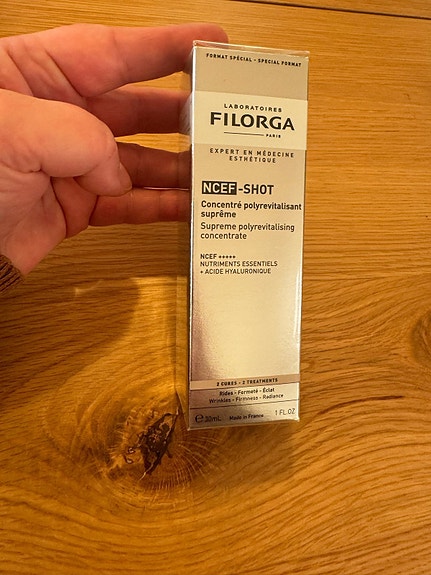 FORMAT SPÉCIAL - SPECIAL FORMAT
LABORATOIRES
FILORGA
PARIS
EXPERT EN MÉDECINE
ESTHÉTIQUE
NCEF-SHOT
Concentré polyrevitalisant
suprême
Supreme polyrevitalising
concentrate
NCEF +++++
NUTRIMENTS ESSENTIELS
+ ACIDE HYALURONIQUE
2 CURES - 2 TREATMENTS
Rides - Fermeté - Éclat
Wrinkles - Firmness - Radiance
℮ 30mL Made in France 1 FL.OZ